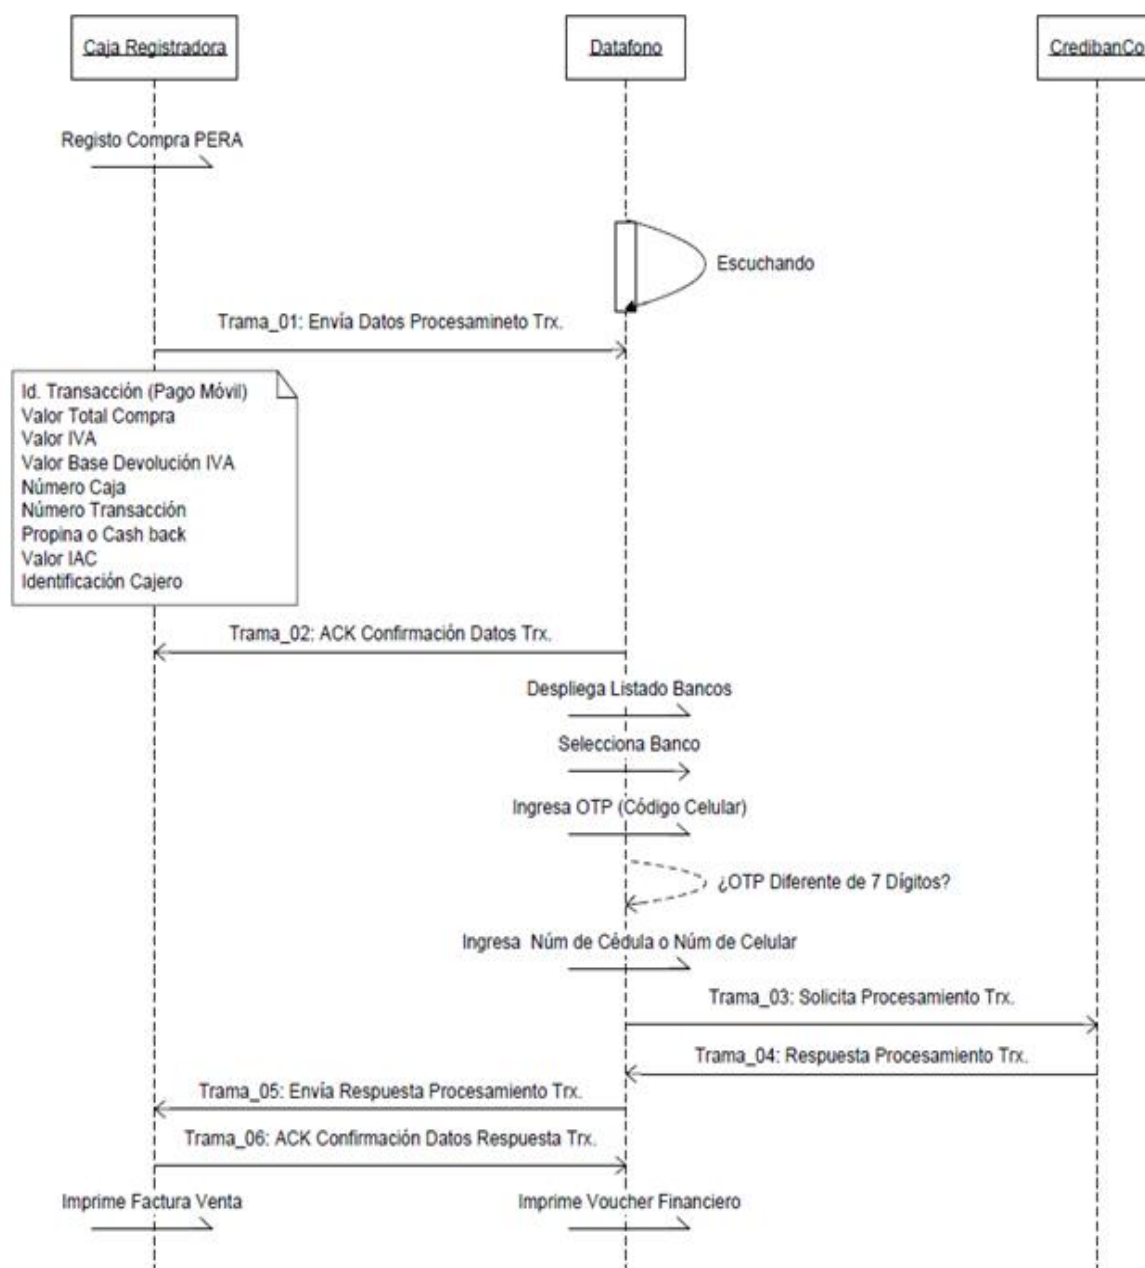 Caja Registradora
Datafono
CredibanCo
Registo Compra PERA
Escuchando
Trama_01: Envía Datos Procesamineto Trx.
Id. Transacción (Pago Móvil)
Valor Total Compra
Valor IVA
Valor Base Devolución IVA
Número Caja
Número Transacción
Propina o Cash back
Valor IAC
Identificación Cajero
Trama_02: ACK Confirmación Datos Trx.
Despliega Listado Bancos
Selecciona Banco
Ingresa OTP (Código Celular)
¿OTP Diferente de 7 Dígitos?
Ingresa Núm de Cédula o Núm de Celular
Trama_03: Solicita Procesamiento Trx.
Trama_04: Respuesta Procesamiento Trx.
Trama_05: Envía Respuesta Procesamiento Trx.
Trama_06: ACK Confirmación Datos Respuesta Trx.
Imprime Factura Venta
Imprime Voucher Financiero